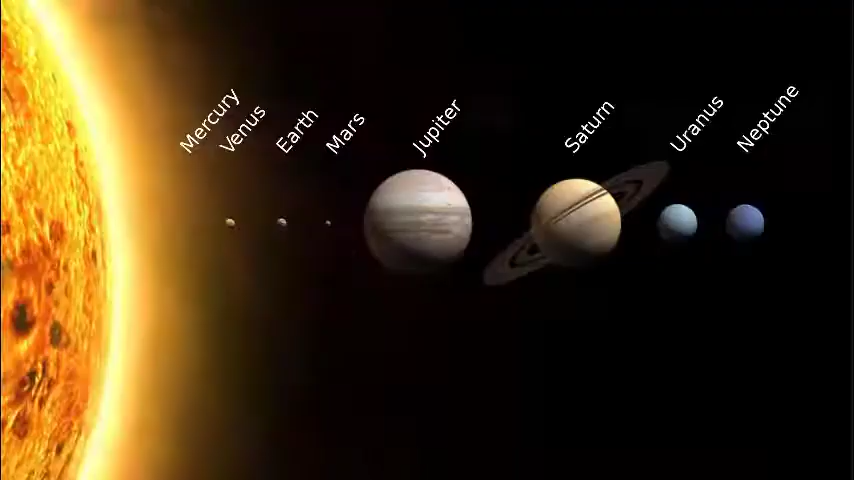 Mercury
Venus
Earth
Mars
Jupiter
Saturn
Uranus
Neptune